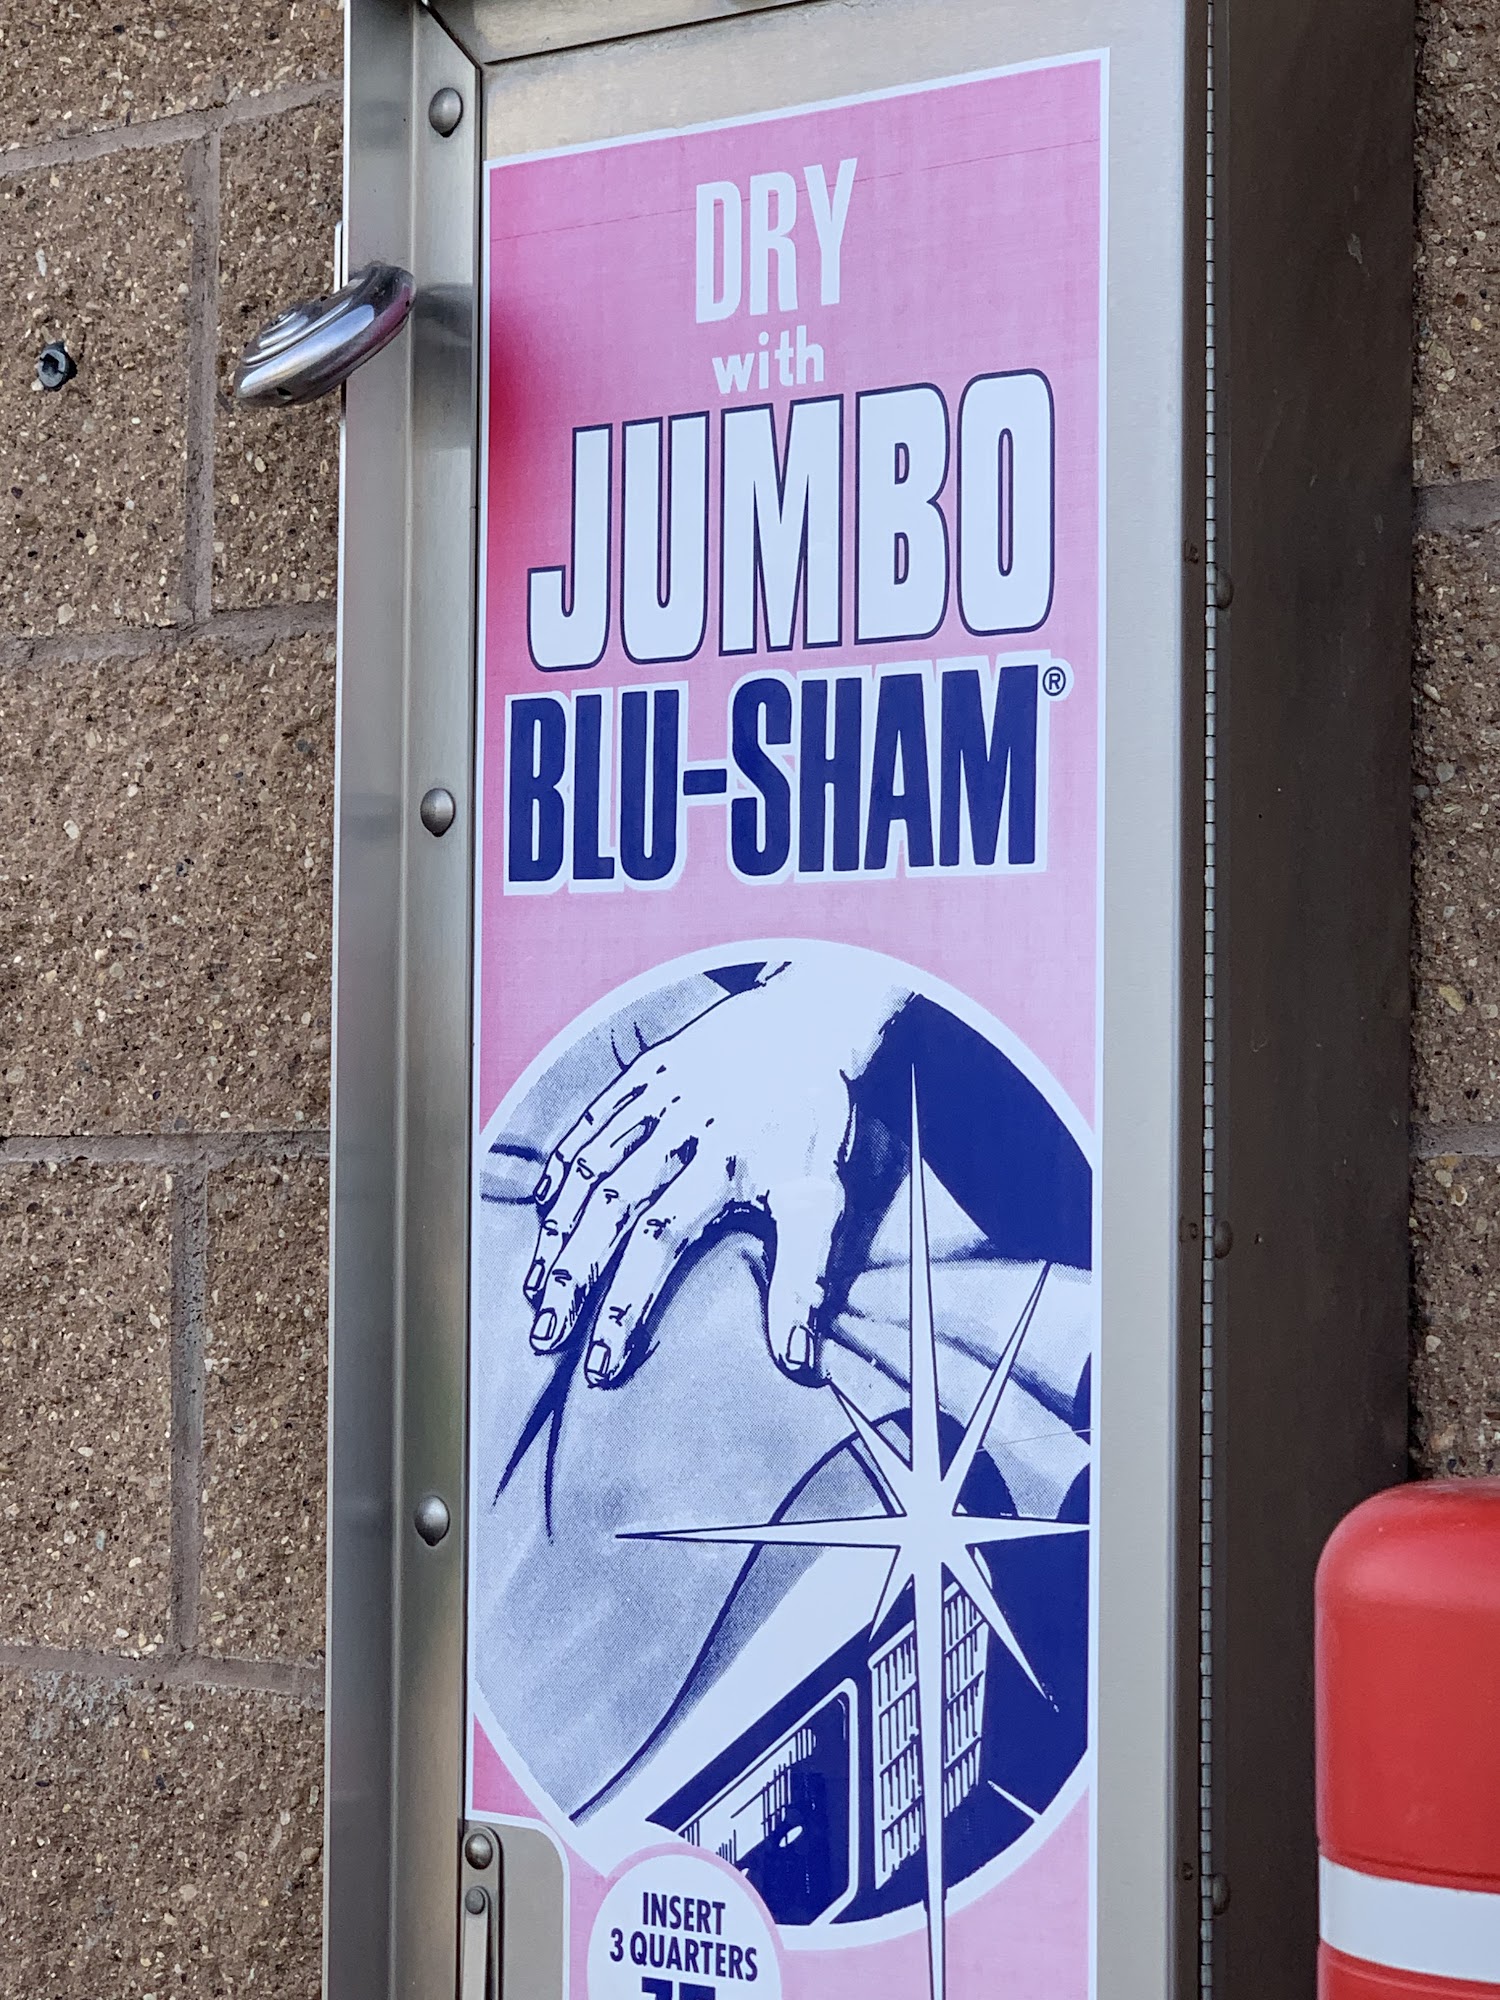 DRY
with
JUMBO
BLU-SHAM®
INSERT
3 QUARTERS